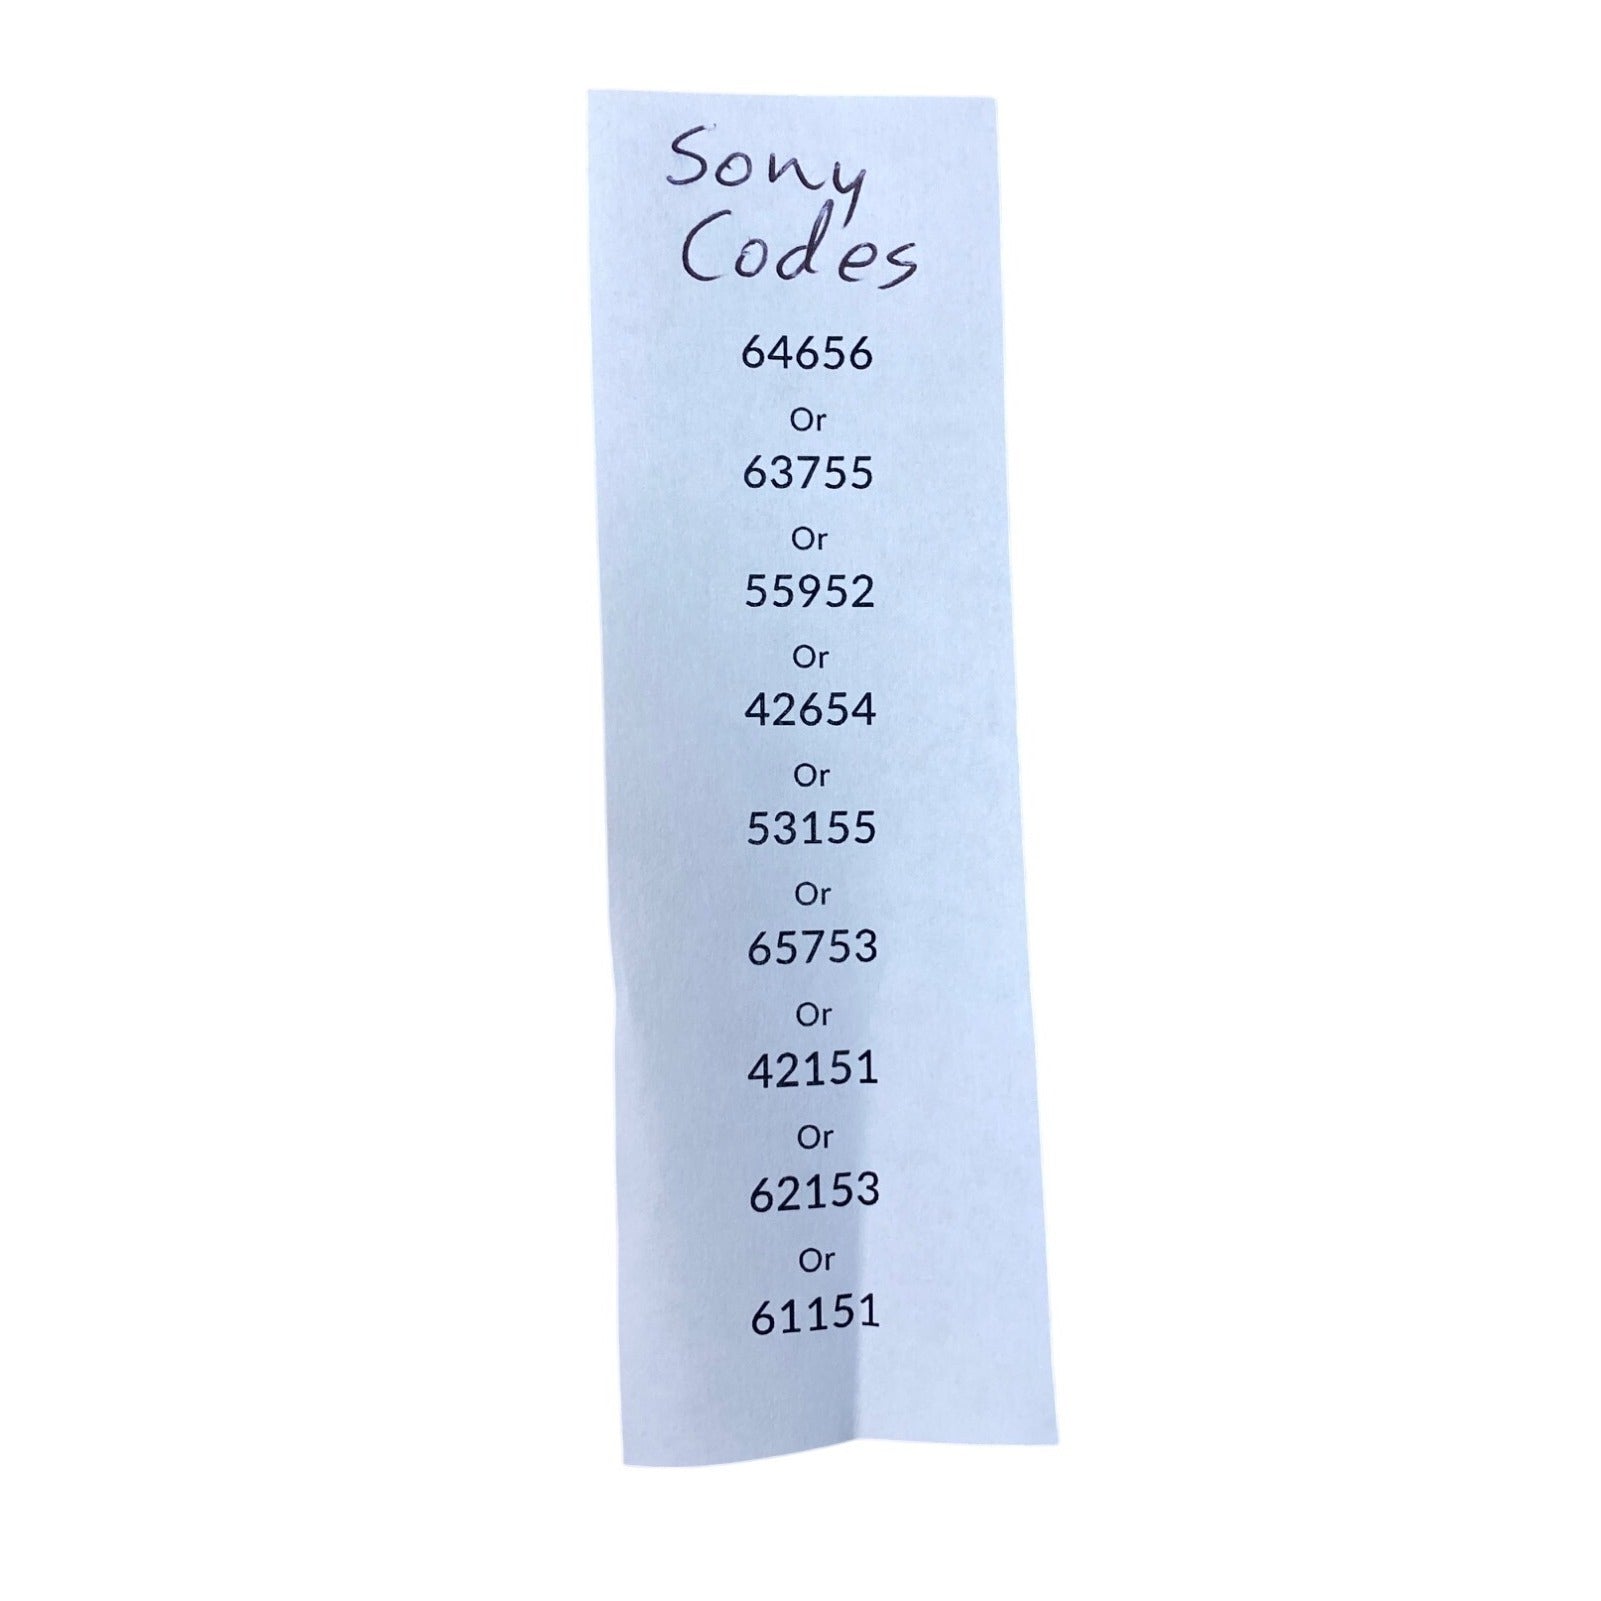 Sony
Codes
64656
Or
63755
Or
55952
Or
42654
Or
53155
Or
65753
Or
42151
Or
62153
Or
61151